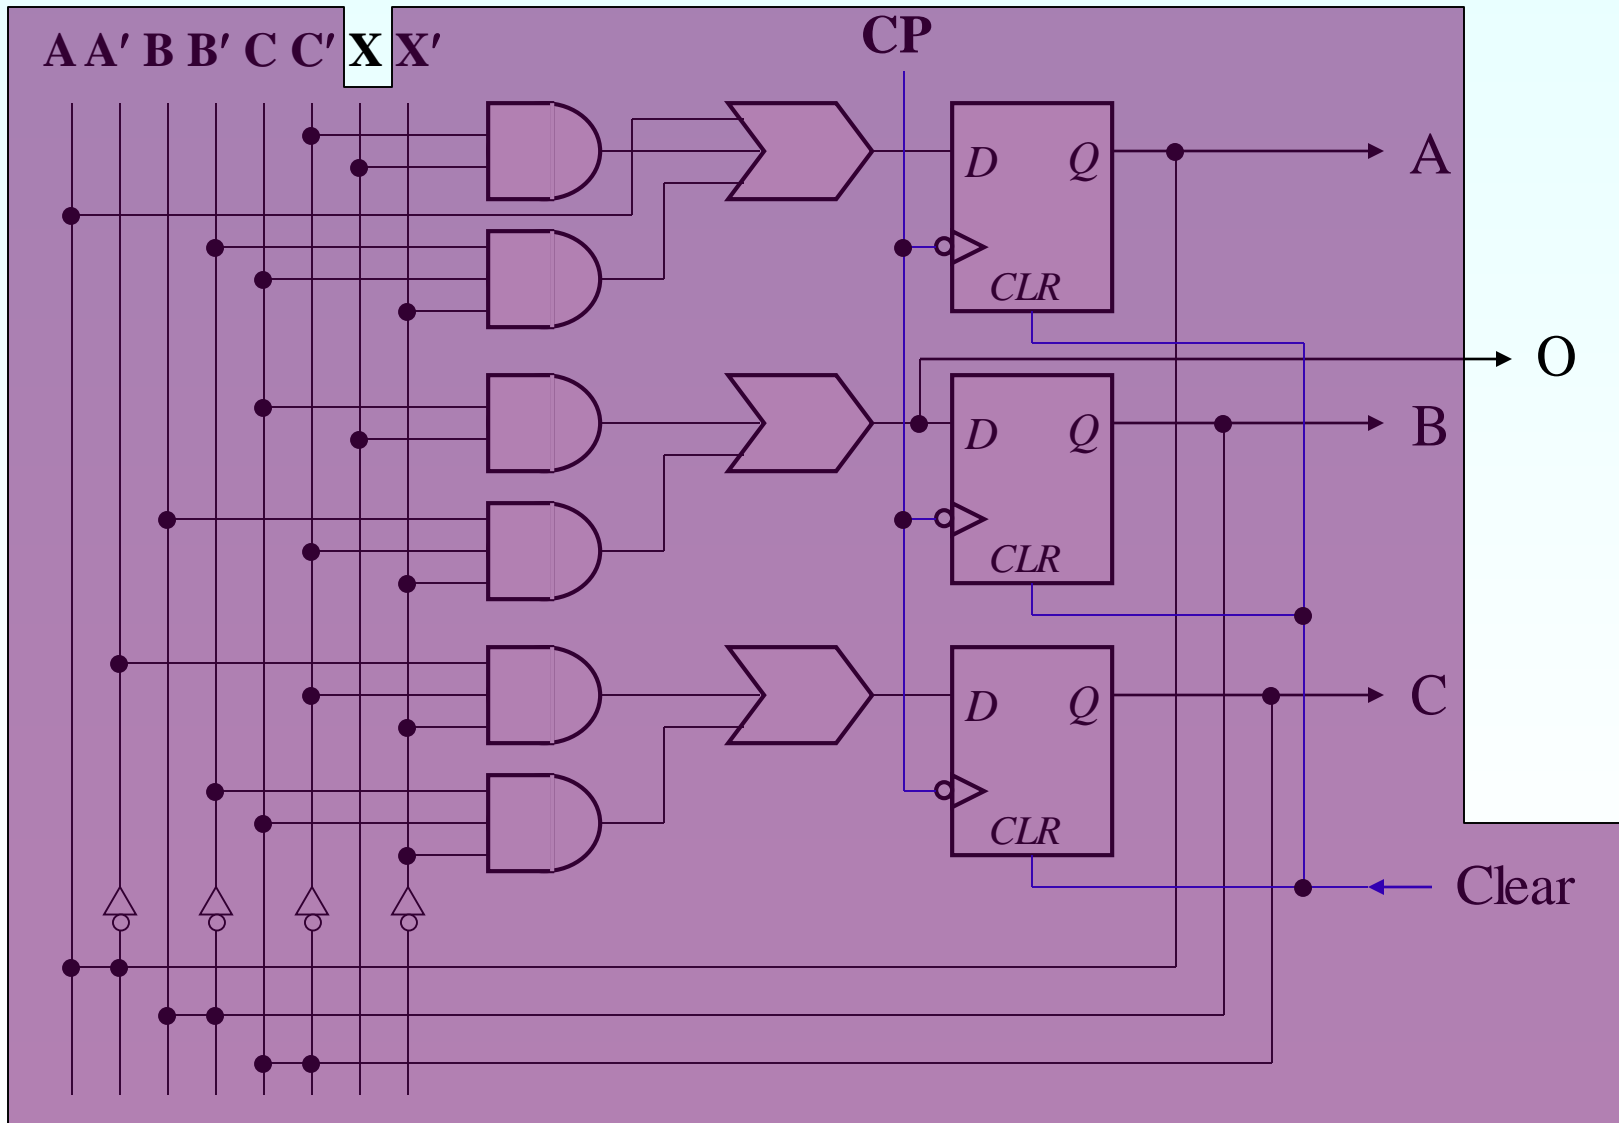 A A′ B B′ C C′ X X′
CP
D Q
CLR
A
O
D Q
CLR
B
D Q
CLR
C
Clear